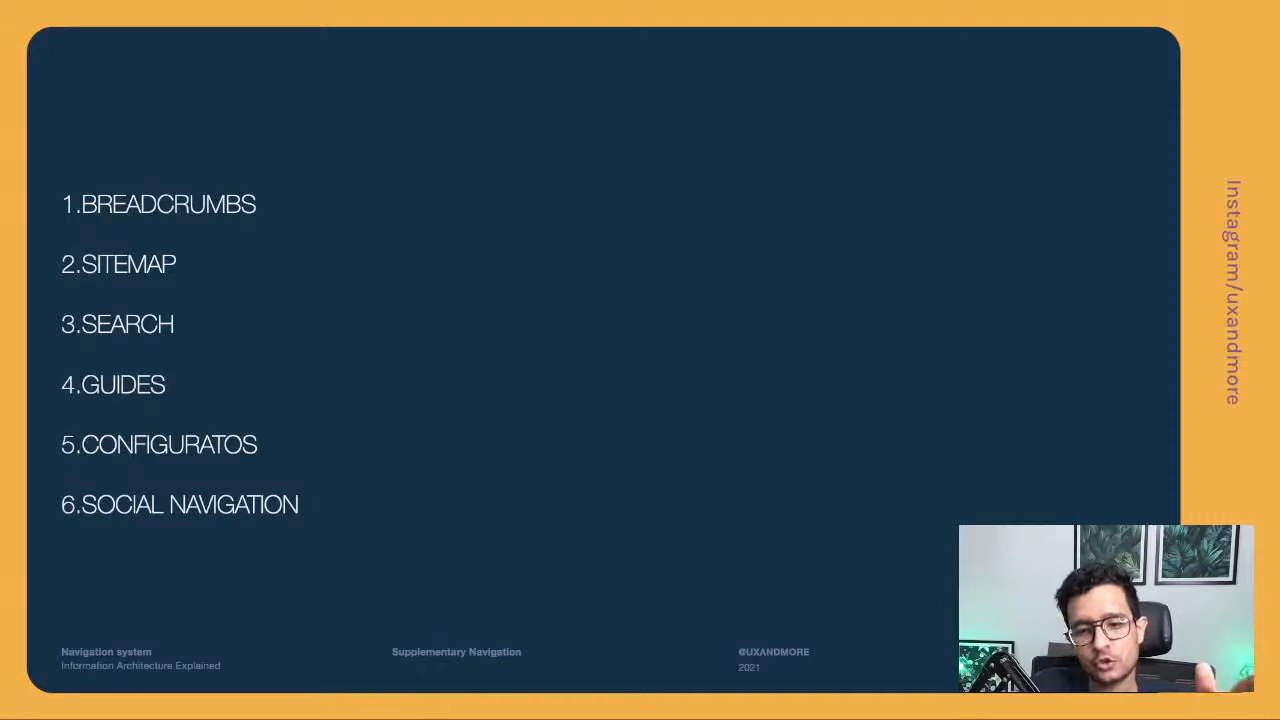 1.BREADCRUMBS
2.SITEMAP
3.SEARCH
4.GUIDES
5.CONFIGURATOS
6.SOCIAL NAVIGATION
Navigation system
Information Architecture Explained
Supplementary Navigation
@UXANDMORE
2021
Instagram/uxandmore